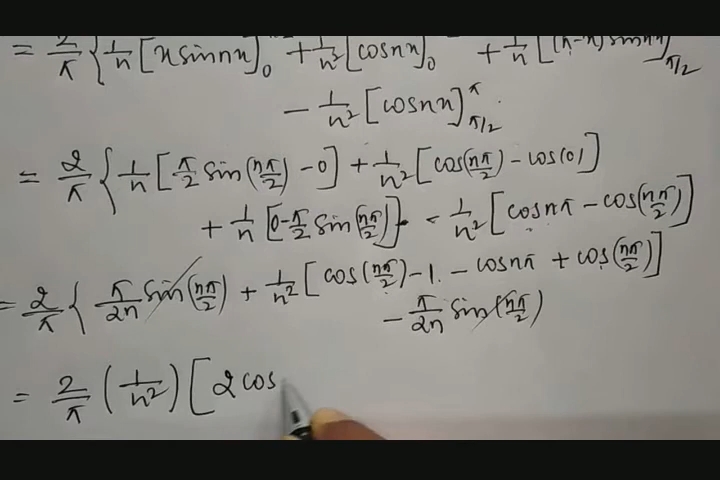 = 2/π { 1/n [x sin nx]₀ + 1/n² [cos nx]₀ + 1/n [(π-x) sin nx]_π/2
- 1/n² [cos nx]_π/2^π
= 2/π { 1/n [π/2 sin(nπ/2) - 0] + 1/n² [cos(nπ/2) - cos(0)]
+ 1/n [0 - π/2 sin(nπ/2)] - 1/n² [cos nπ - cos(nπ/2)]
= 2/π { π/2n sin(nπ/2) + 1/n² [cos(nπ/2) - 1 - cos nπ + cos(nπ/2)]
- π/2n sin(nπ/2)
= 2/π (1/n²) [ 2 cos